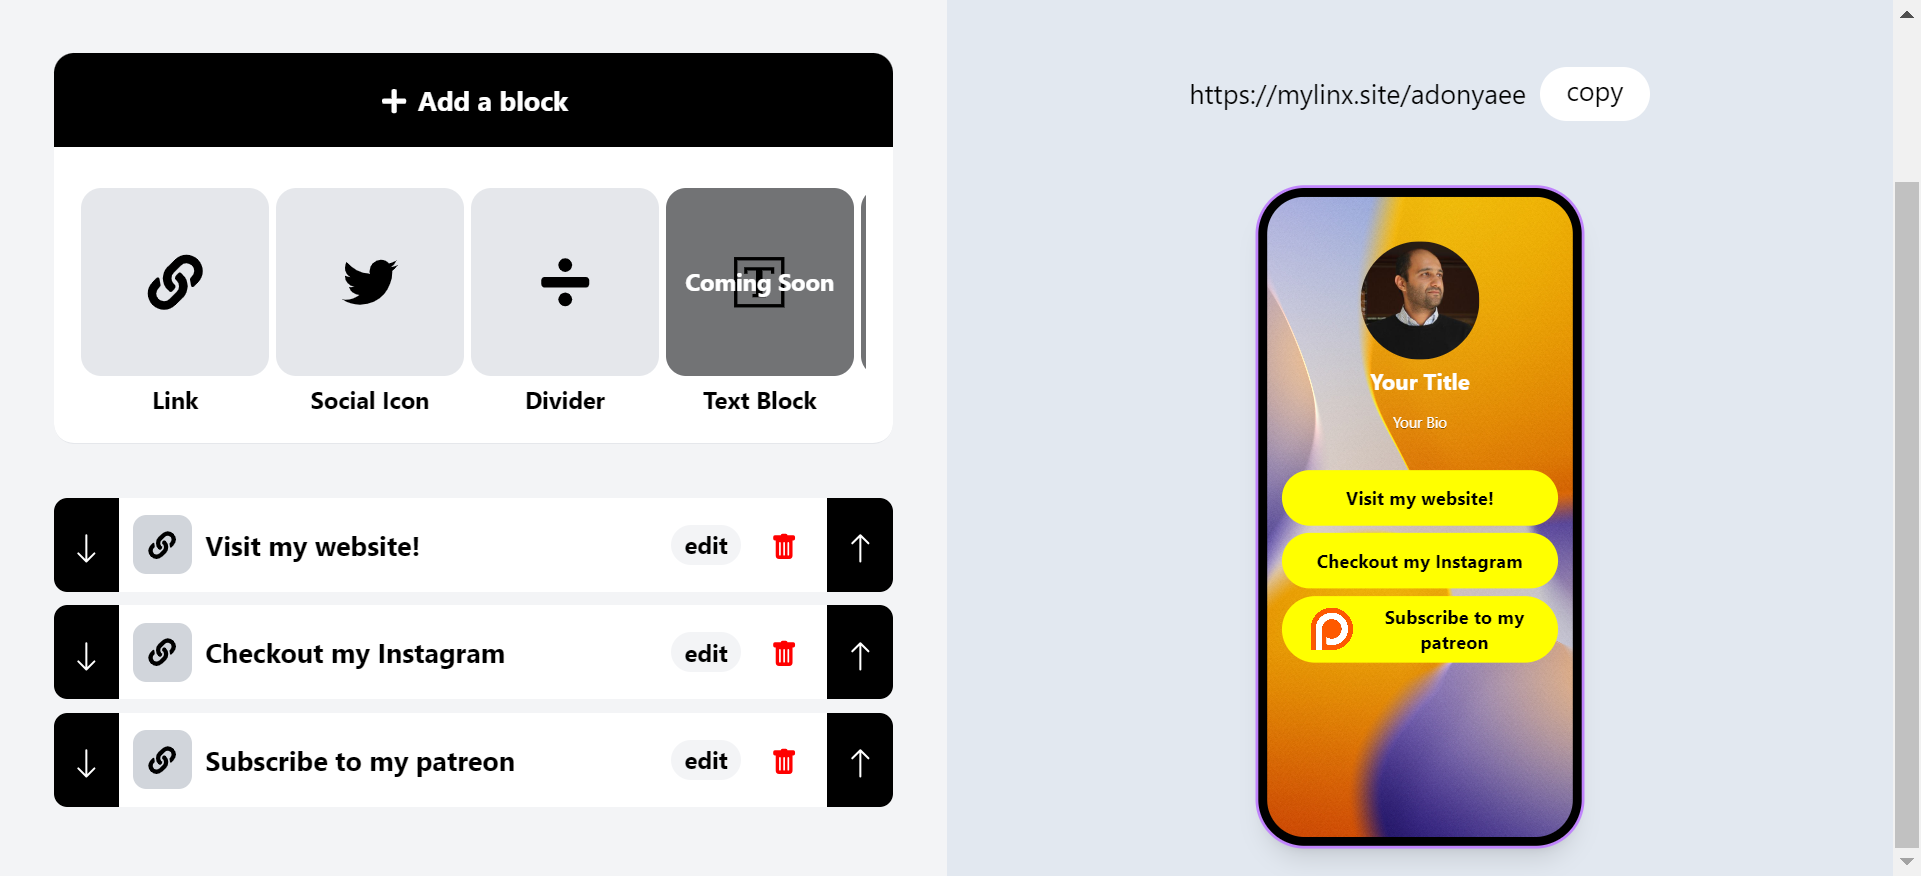 Add a block
Coming Soon
Link
Social Icon
Divider
Text Block
Visit my website!
edit
Checkout my Instagram
edit
Subscribe to my patreon
edit
https://mylinx.site/adonyaee
copy
Your Title
Your Bio
Visit my website!
Checkout my Instagram
Subscribe to my
patreon